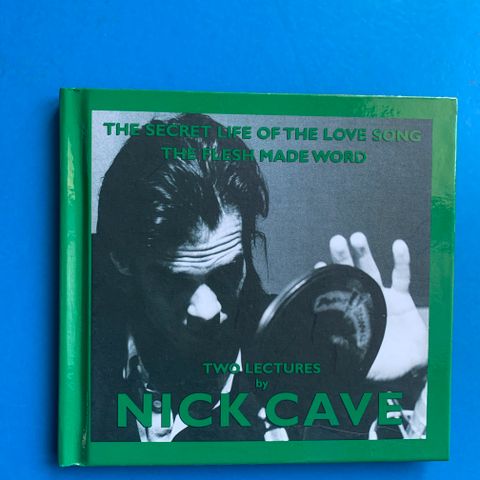 THE SECRET LIFE OF THE LOVE SONG
THE FLESH MADE WORD
TWO LECTURES
by
NICK CAVE